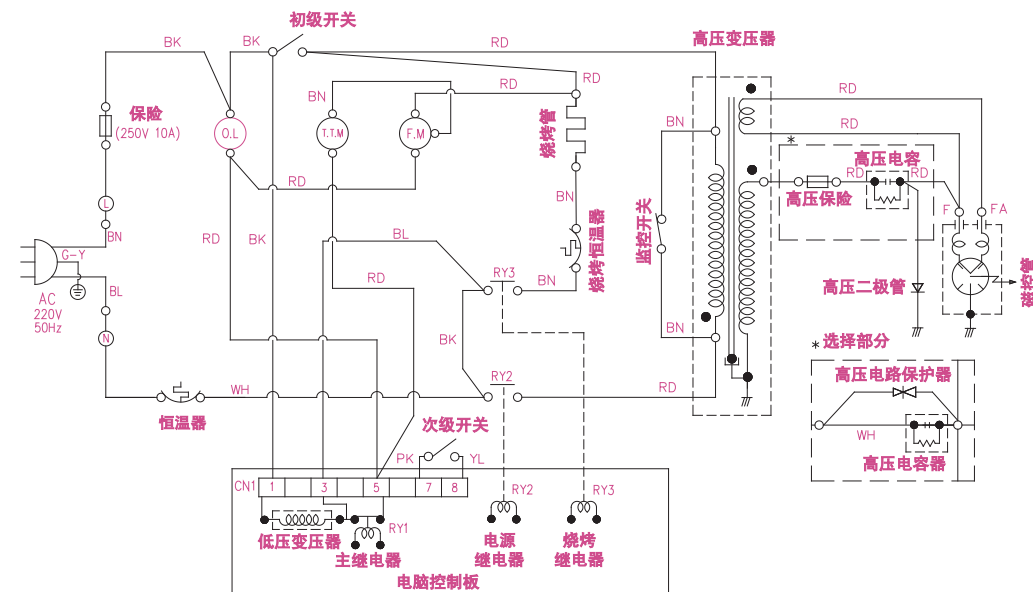 初级开关
BK
BK
RD
高压变压器
RD
RD
BN
RD
RD
保险
(250V 10A)
O.L
T.T.M
F.M
烧烤管
BN
RD
*
高压电容
RD
RD
RD
高压保险
BN
L
BN
G-Y
RD
BK
BL
烧烤恒温器
监控开关
F
FA
AC
220V
50Hz
BL
RD
RY3
BN
高压二极管
磁控管
N
BK
BN
*选择部分
恒温器
WH
RY2
RD
高压电路保护器
WH
高压电容器
次级开关
PK
YL
CN1
1
3
5
7
8
RY1
RY2
RY3
低压变压器
主继电器
电源
继电器
烧烤
继电器
电脑控制板